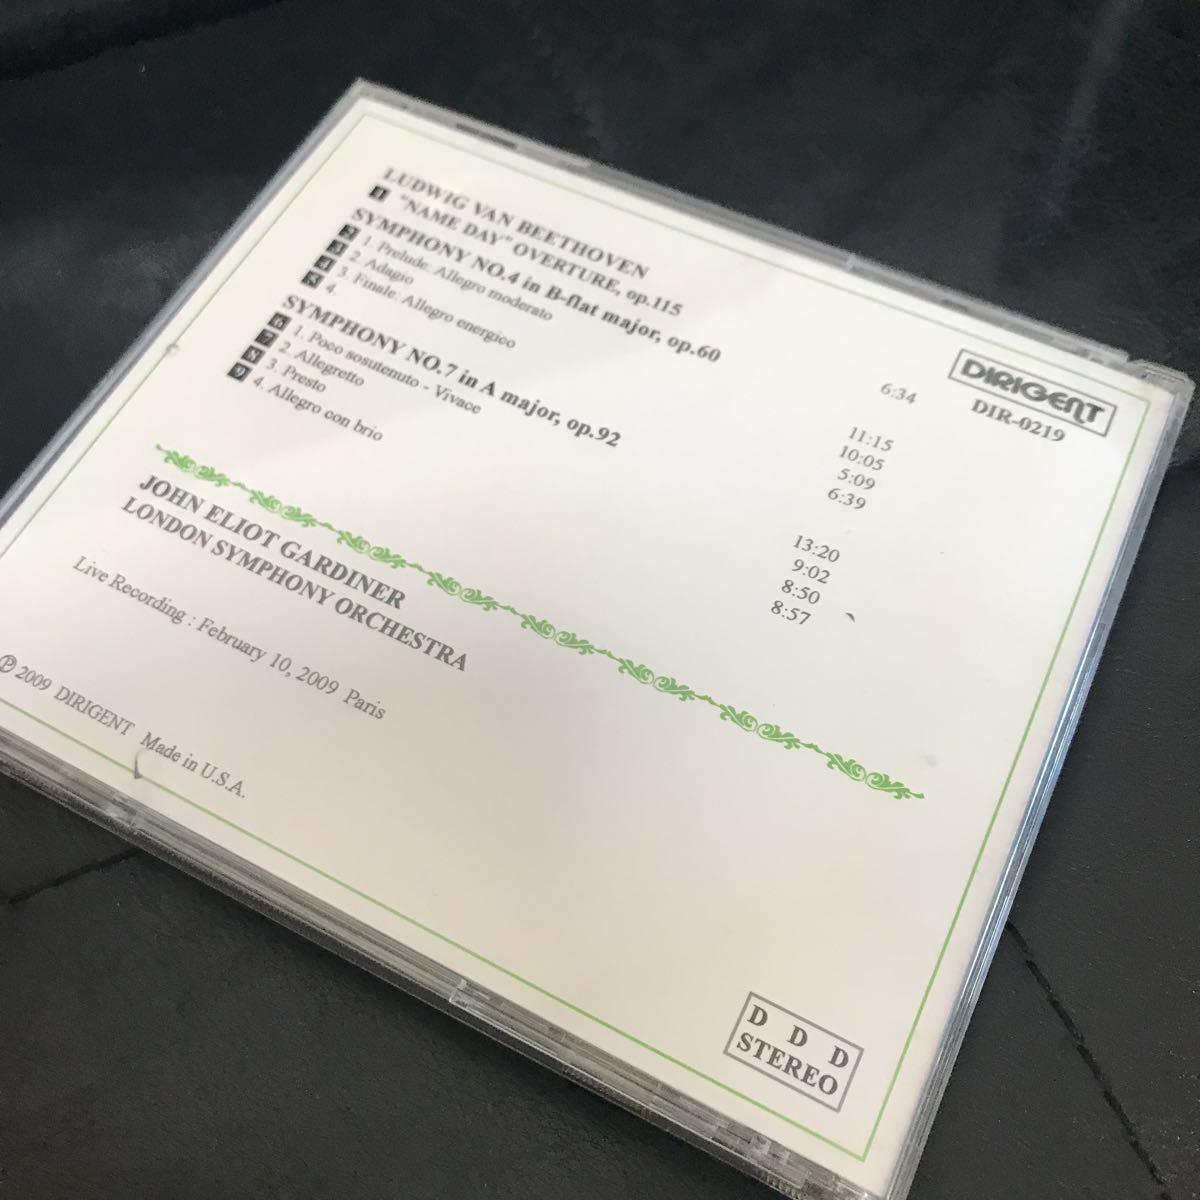 LUDWIG VAN BEETHOVEN
1 "NAME DAY" OVERTURE, op.115 6:34
SYMPHONY NO.4 in B-flat major, op.60
2 1. Prelude: Allegro moderato 11:15
3 2. Adagio 10:05
4 3. Finale: Allegro energico 5:09
5 4. 6:39
SYMPHONY NO.7 in A major, op.92
6 1. Poco sosutenuto - Vivace 13:20
7 2. Allegretto 9:02
8 3. Presto 8:50
9 4. Allegro con brio 8:57
DIRIGENT
DIR-0219
JOHN ELIOT GARDINER
LONDON SYMPHONY ORCHESTRA
Live Recording : February 10, 2009 Paris
℗ 2009 DIRIGENT Made in U.S.A.
D D D
STEREO